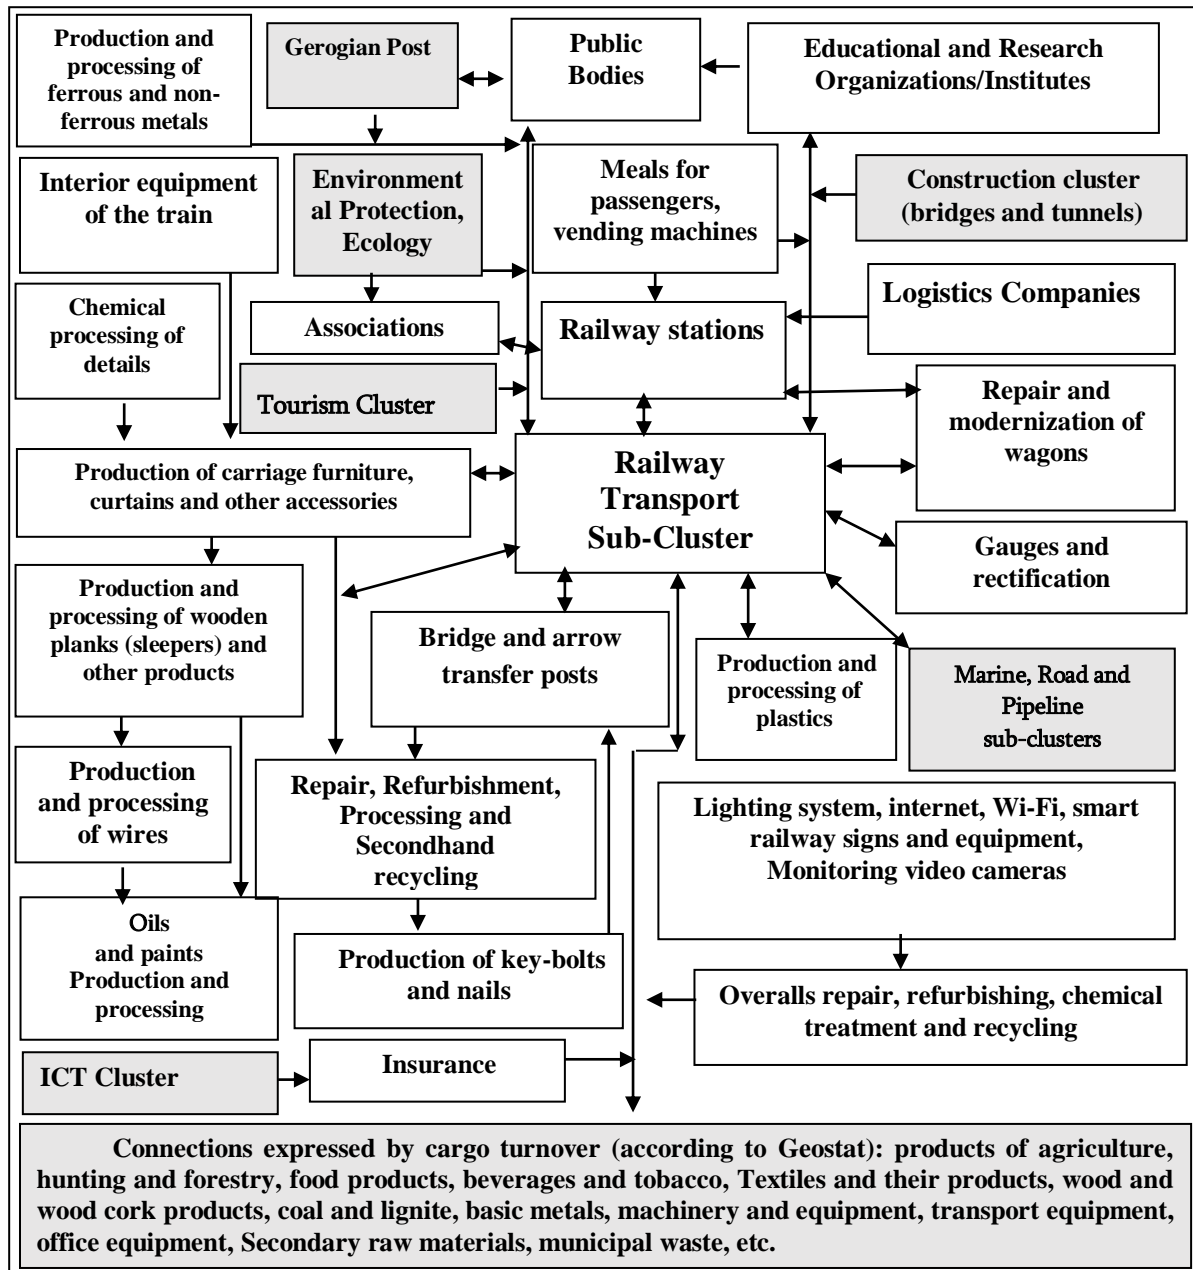 Production and
processing of
ferrous and non-
ferrous metals
Gerogian Post
Public
Bodies
Educational and Research
Organizations/Institutes
Interior equipment
of the train
Environment
al Protection,
Ecology
Meals for
passengers,
vending machines
Construction cluster
(bridges and tunnels)
Chemical
processing of
details
Associations
Railway stations
Logistics Companies
Tourism Cluster
Repair and
modernization of
wagons
Production of carriage furniture,
curtains and other accessories
Railway
Transport
Sub-Cluster
Gauges and
rectification
Production and
processing of wooden
planks (sleepers) and
other products
Bridge and arrow
transfer posts
Production and
processing of
plastics
Marine, Road and
Pipeline
sub-clusters
Production
and processing
of wires
Repair, Refurbishment,
Processing and
Secondhand
recycling
Lighting system, internet, Wi-Fi, smart
railway signs and equipment,
Monitoring video cameras
Oils
and paints
Production and
processing
Production of key-bolts
and nails
Overalls repair, refurbishing, chemical
treatment and recycling
ICT Cluster
Insurance
Connections expressed by cargo turnover (according to Geostat): products of agriculture,
hunting and forestry, food products, beverages and tobacco, Textiles and their products, wood and
wood cork products, coal and lignite, basic metals, machinery and equipment, transport equipment,
office equipment, Secondary raw materials, municipal waste, etc.